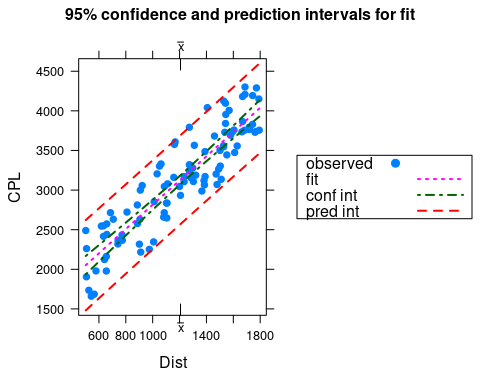 95% confidence and prediction intervals for fit
x̅
4500
4000
3500
3000
2500
2000
1500
CPL
x̅
600 800 1000 1400 1800
Dist
observed
fit
conf int
pred int